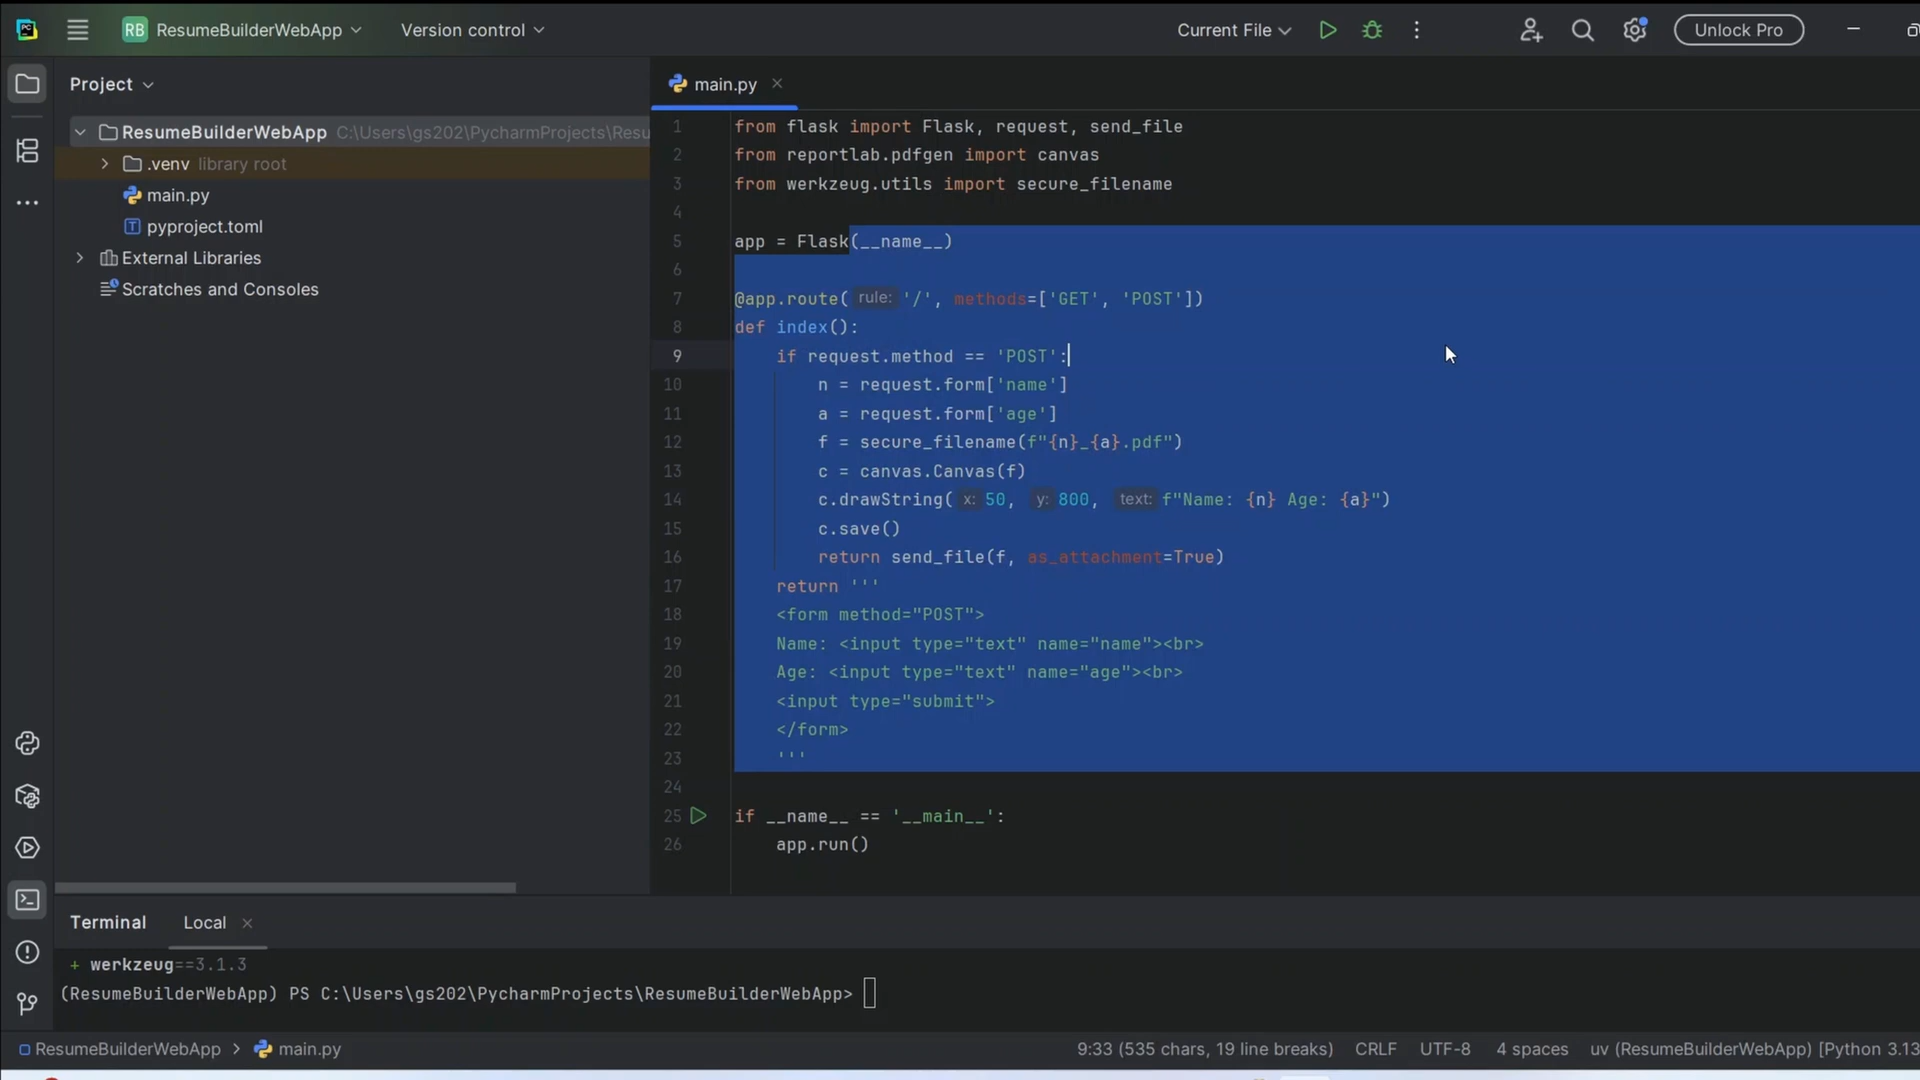 RB ResumeBuilderWebApp Version control Current File Unlock Pro
Project
main.py
ResumeBuilderWebApp C:\Users\gs202\PycharmProjects\Resu
.venv library root
main.py
pyproject.toml
External Libraries
Scratches and Consoles
1 from flask import Flask, request, send_file
2 from reportlab.pdfgen import canvas
3 from werkzeug.utils import secure_filename
4
5 app = Flask(__name__)
6
7 @app.route( rule: '/', methods=['GET', 'POST'])
8 def index():
9     if request.method == 'POST':
10         n = request.form['name']
11         a = request.form['age']
12         f = secure_filename(f"{n}_{a}.pdf")
13         c = canvas.Canvas(f)
14         c.drawString( x: 50, y: 800, text: f"Name: {n} Age: {a}")
15         c.save()
16         return send_file(f, as_attachment=True)
17     return '''
18     <form method="POST">
19     Name: <input type="text" name="name"><br>
20     Age: <input type="text" name="age"><br>
21     <input type="submit">
22     </form>
23     '''
24
25 if __name__ == '__main__':
26     app.run()
Terminal Local
+ werkzeug==3.1.3
(ResumeBuilderWebApp) PS C:\Users\gs202\PycharmProjects\ResumeBuilderWebApp>
ResumeBuilderWebApp > main.py 9:33 (535 chars, 19 line breaks) CRLF UTF-8 4 spaces uv (ResumeBuilderWebApp) [Python 3.13